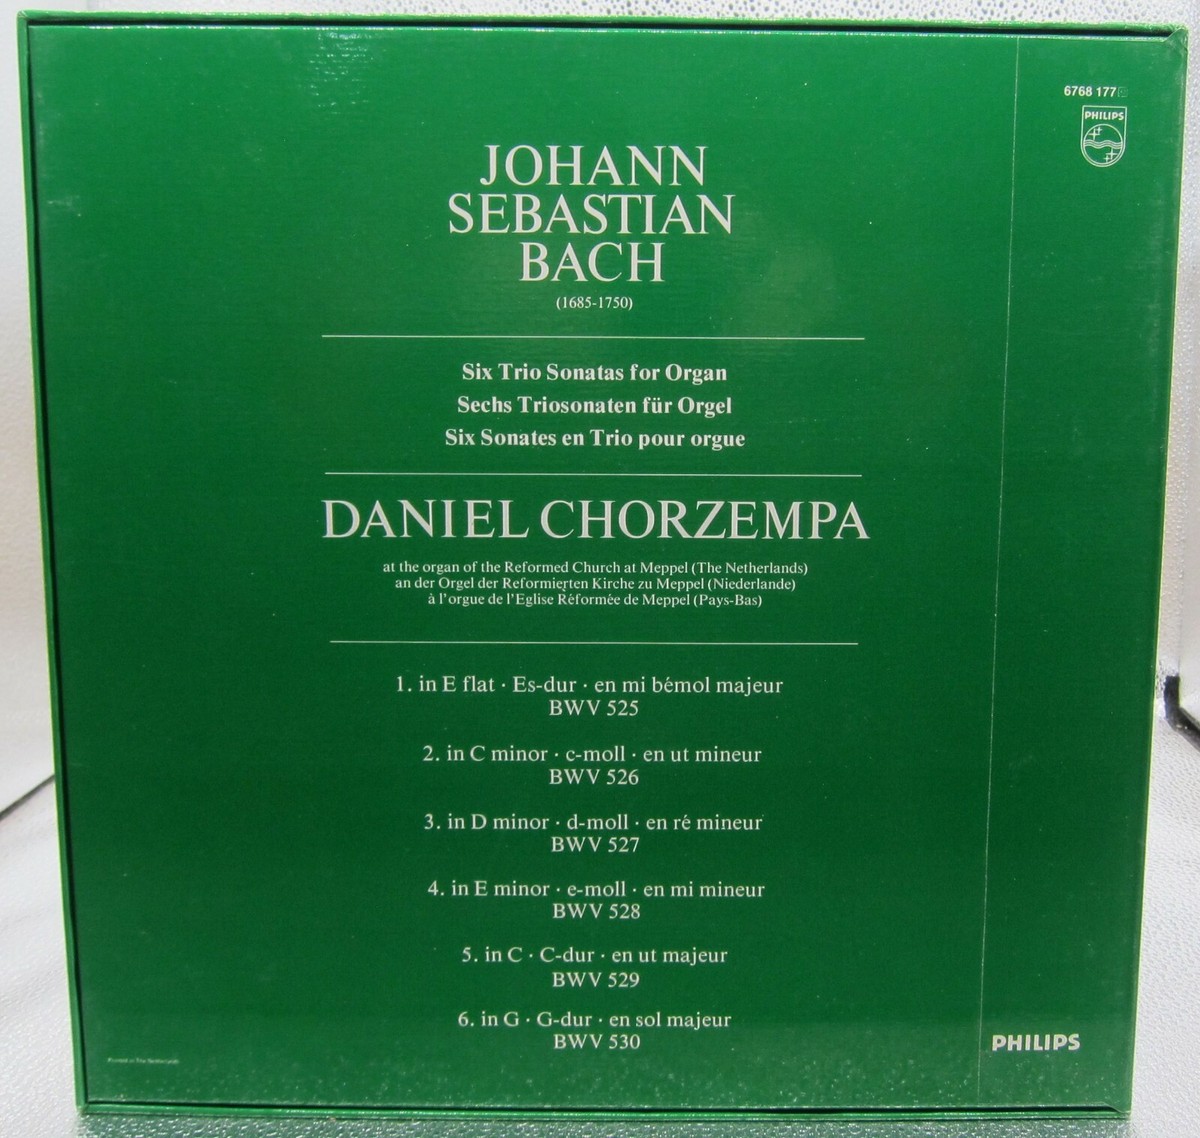 6768 177
PHILIPS
JOHANN
SEBASTIAN
BACH
(1685-1750)
Six Trio Sonatas for Organ
Sechs Triosonaten für Orgel
Six Sonates en Trio pour orgue
DANIEL CHORZEMPA
at the organ of the Reformed Church at Meppel (The Netherlands)
an der Orgel der Reformierten Kirche zu Meppel (Niederlande)
à l'orgue de l'Eglise Réformée de Meppel (Pays-Bas)
1. in E flat · Es-dur · en mi bémol majeur
BWV 525
2. in C minor · c-moll · en ut mineur
BWV 526
3. in D minor · d-moll · en ré mineur
BWV 527
4. in E minor · e-moll · en mi mineur
BWV 528
5. in C · C-dur · en ut majeur
BWV 529
6. in G · G-dur · en sol majeur
BWV 530
Printed in The Netherlands
PHILIPS